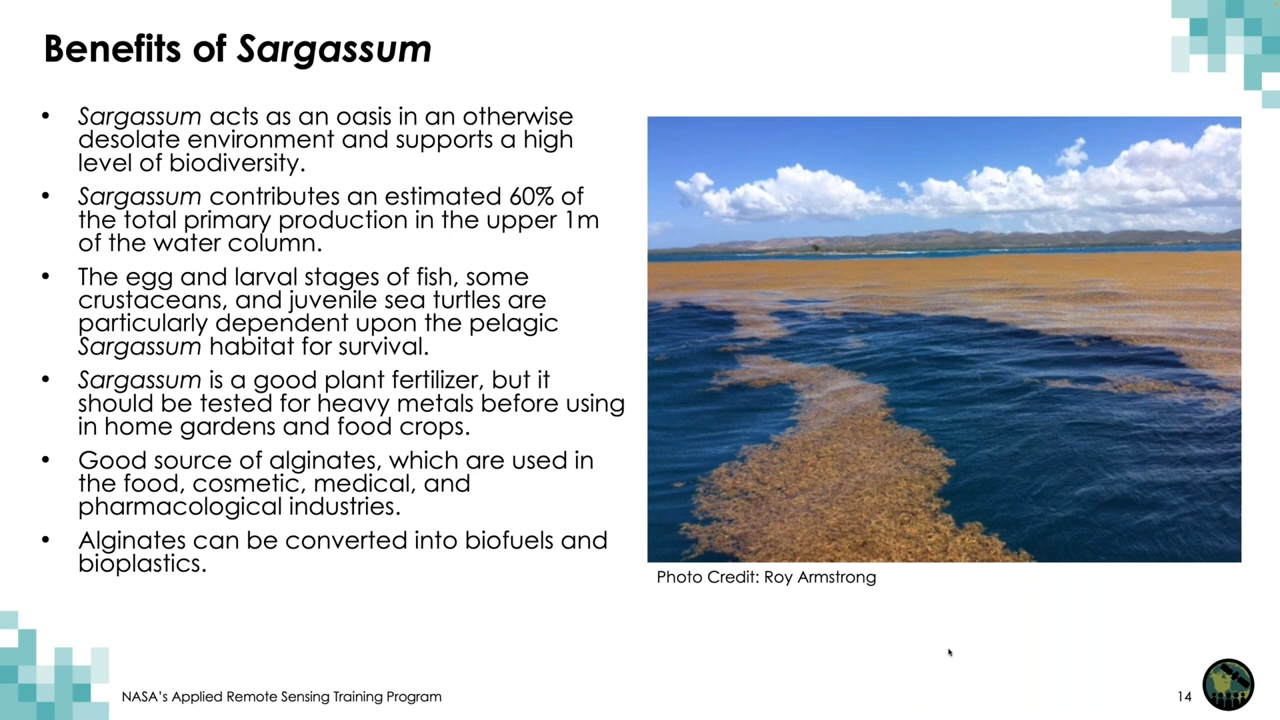 Benefits of Sargassum
• Sargassum acts as an oasis in an otherwise
desolate environment and supports a high
level of biodiversity.
• Sargassum contributes an estimated 60% of
the total primary production in the upper 1m
of the water column.
• The egg and larval stages of fish, some
crustaceans, and juvenile sea turtles are
particularly dependent upon the pelagic
Sargassum habitat for survival.
• Sargassum is a good plant fertilizer, but it
should be tested for heavy metals before using
in home gardens and food crops.
• Good source of alginates, which are used in
the food, cosmetic, medical, and
pharmacological industries.
• Alginates can be converted into biofuels and
bioplastics.
Photo Credit: Roy Armstrong
NASA's Applied Remote Sensing Training Program
14